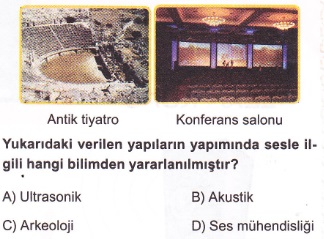 Antik tiyatro
Konferans salonu
Yukarıdaki verilen yapıların yapımında sesle il-
gili hangi bilimden yararlanılmıştır?
A) Ultrasonik
B) Akustik
C) Arkeoloji
D) Ses mühendisliği